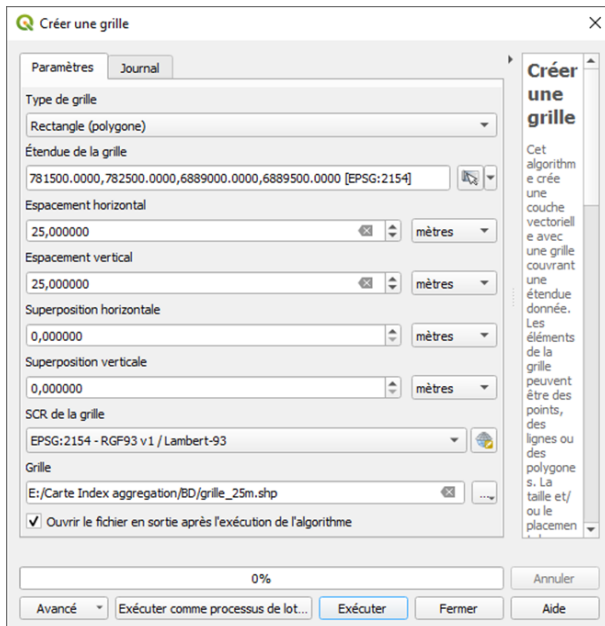 Créer une grille
Paramètres
Journal
Type de grille
Rectangle (polygone)
Étendue de la grille
781500.0000,782500.0000,6889000.0000,6889500.0000 [EPSG:2154]
Espacement horizontal
25,000000
mètres
Espacement vertical
25,000000
mètres
Superposition horizontale
0,000000
mètres
Superposition verticale
0,000000
mètres
SCR de la grille
EPSG:2154 - RGF93 v1 / Lambert-93
Grille
E:/Carte Index aggregation/BD/grille_25m.shp
...
Ouvrir le fichier en sortie après l'exécution de l'algorithme
Créer
une
grille
Cet
algorithm
e crée
une
couche
vectoriell
e avec
une grille
couvrant
une
étendue
donnée.
Les
éléments
de la
grille
peuvent
être des
points,
des
lignes ou
des
polygone
s. La
taille et/
ou le
placemen
0%
Annuler
Avancé
Exécuter comme processus de lot...
Exécuter
Fermer
Aide